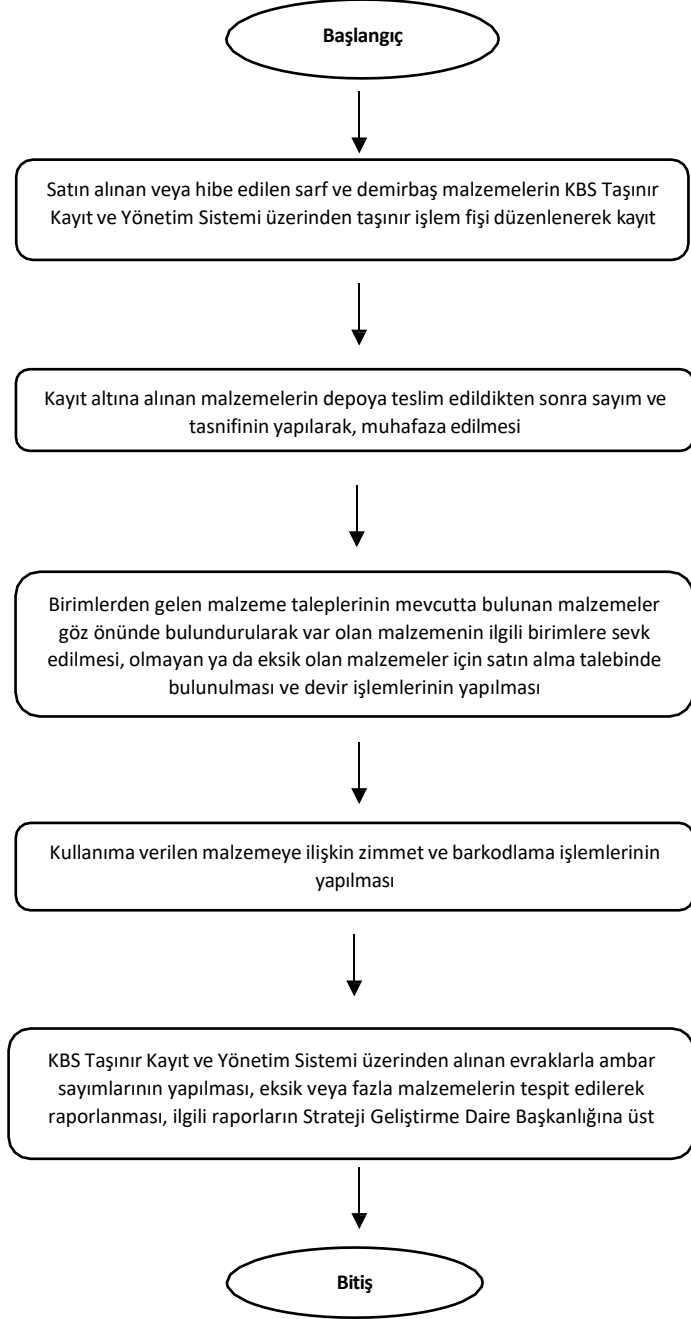 Başlangıç
Satın alınan veya hibe edilen sarf ve demirbaş malzemelerin KBS Taşınır
Kayıt ve Yönetim Sistemi üzerinden taşınır işlem fişi düzenlenerek kayıt
Kayıt altına alınan malzemelerin depoya teslim edildikten sonra sayım ve
tasnifinin yapılarak, muhafaza edilmesi
Birimlerden gelen malzeme taleplerinin mevcutta bulunan malzemeler
göz önünde bulundurularak var olan malzemenin ilgili birimlere sevk
edilmesi, olmayan ya da eksik olan malzemeler için satın alma talebinde
bulunulması ve devir işlemlerinin yapılması
Kullanıma verilen malzemeye ilişkin zimmet ve barkodlama işlemlerinin
yapılması
KBS Taşınır Kayıt ve Yönetim Sistemi üzerinden alınan evraklarla ambar
sayımlarının yapılması, eksik veya fazla malzemelerin tespit edilerek
raporlanması, ilgili raporların Strateji Geliştirme Daire Başkanlığına üst
Bitiş